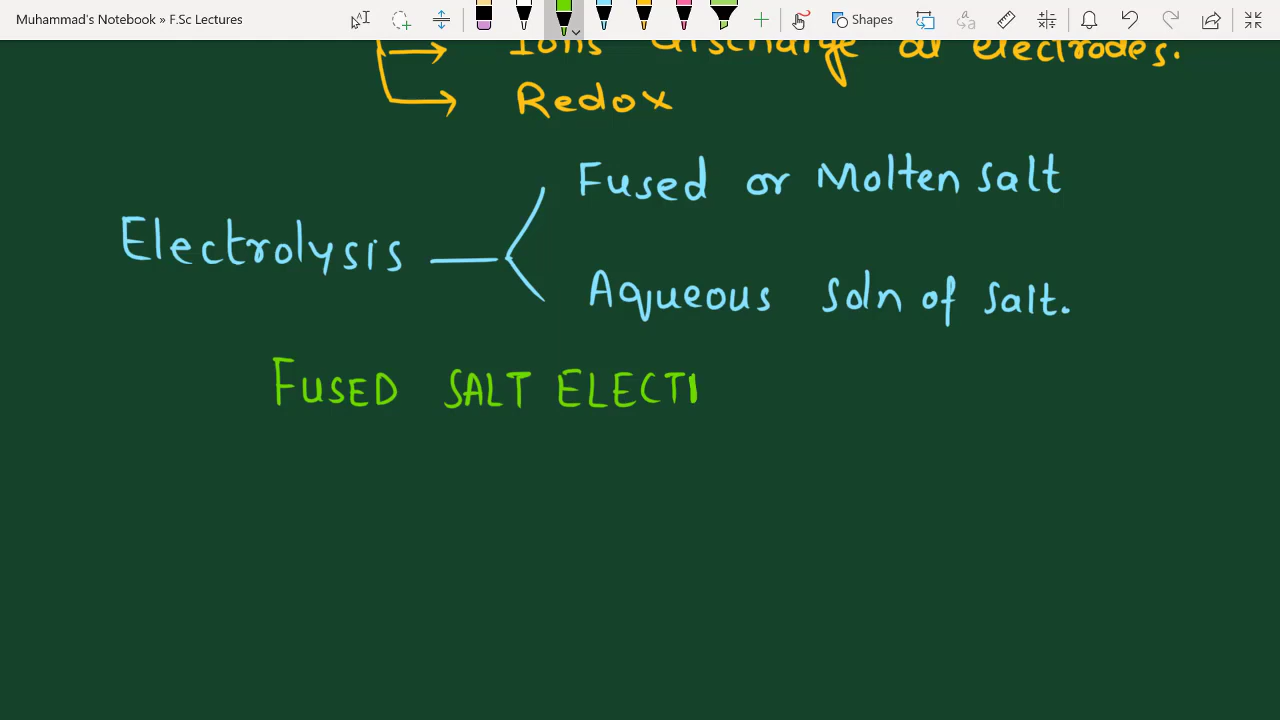 Muhammad's Notebook » F.Sc Lectures
Shapes
Ions discharge at electrodes.
Redox
Fused or Molten salt
Electrolysis
Aqueous Soln of salt.
FUSED SALT ELECT